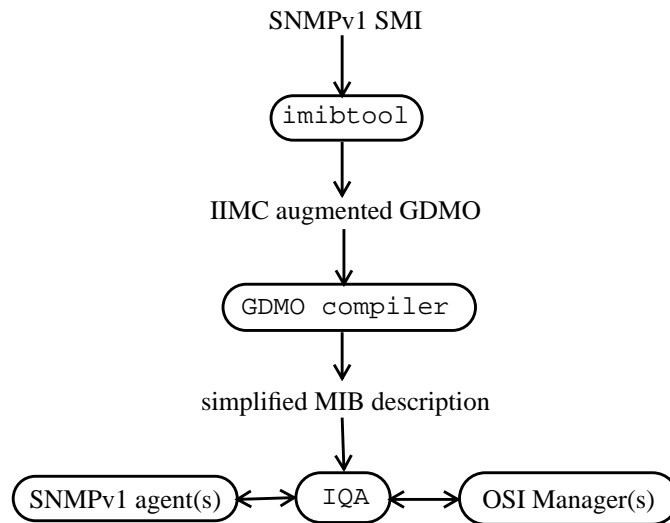 SNMPv1 SMI
imibtool
IIMC augmented GDMO
GDMO compiler
simplified MIB description
SNMPv1 agent(s)
IQA
OSI Manager(s)